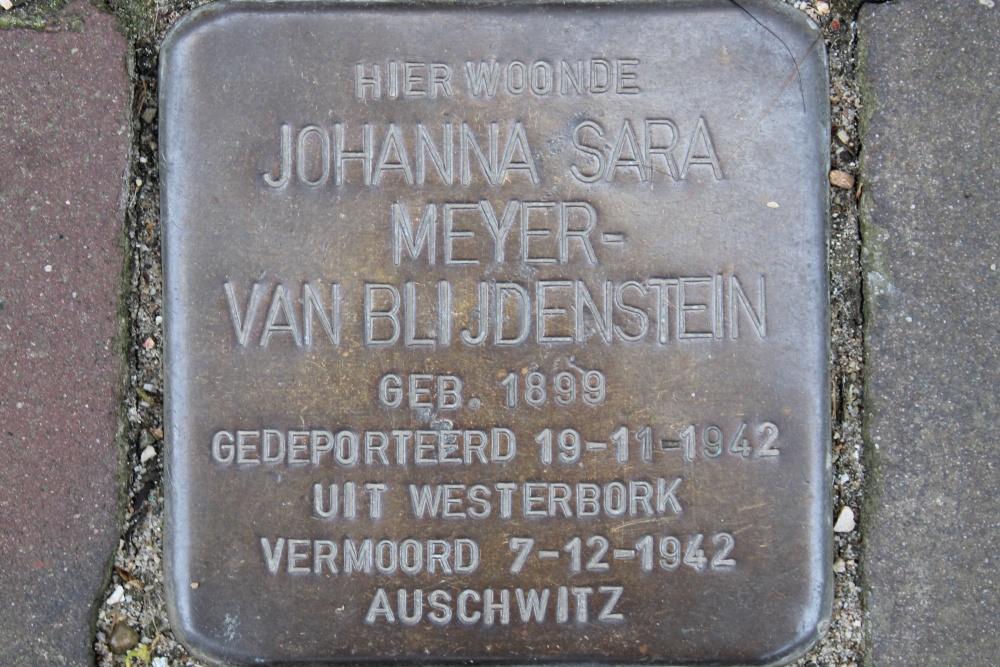 HIER WOONDE
JOHANNA SARA
MEYER-
VAN BLIJDENSTEIN
GEB. 1899
GEDEPORTEERD 19-11-1942
UIT WESTERBORK
VERMOORD 7-12-1942
AUSCHWITZ